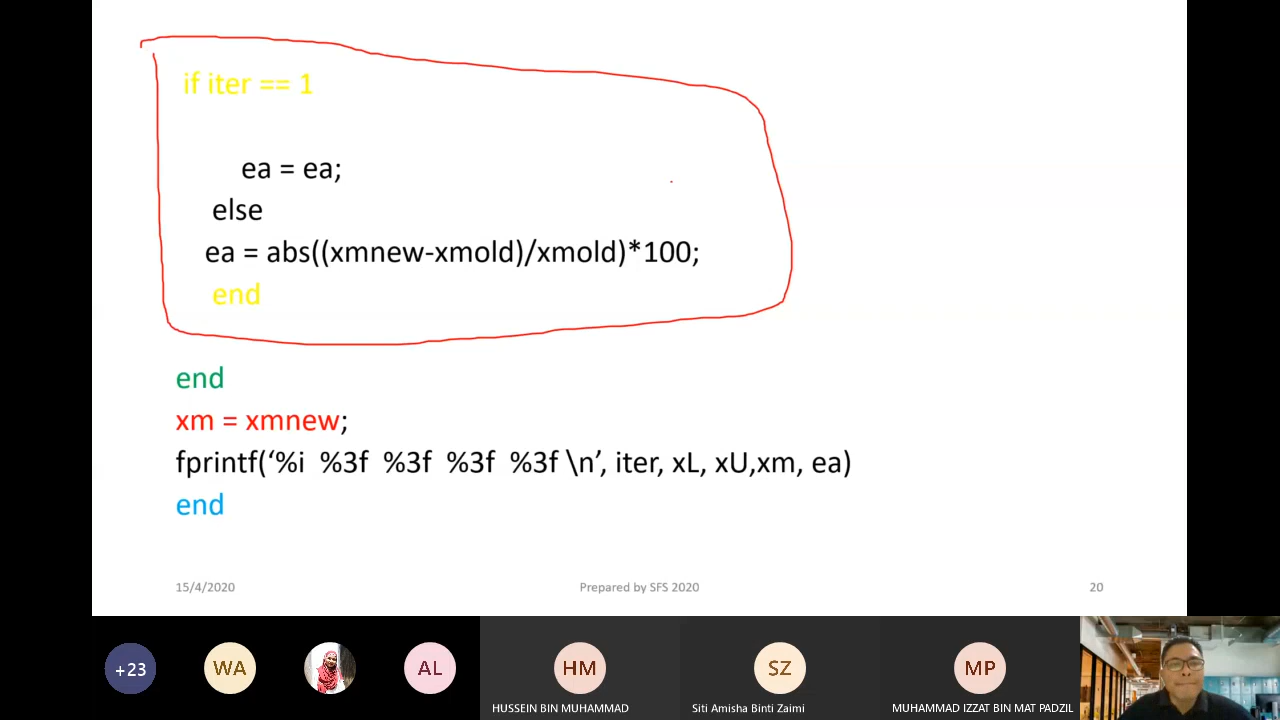 if iter == 1
ea = ea;
else
ea = abs((xmnew-xmold)/xmold)*100;
end
end
xm = xmnew;
fprintf(‘%i  %3f  %3f  %3f  %3f \n’, iter, xL, xU,xm, ea)
end
15/4/2020 Prepared by SFS 2020 20
+23 WA AL HM SZ MP
HUSSEIN BIN MUHAMMAD Siti Amisha Binti Zaimi MUHAMMAD IZZAT BIN MAT PADZIL